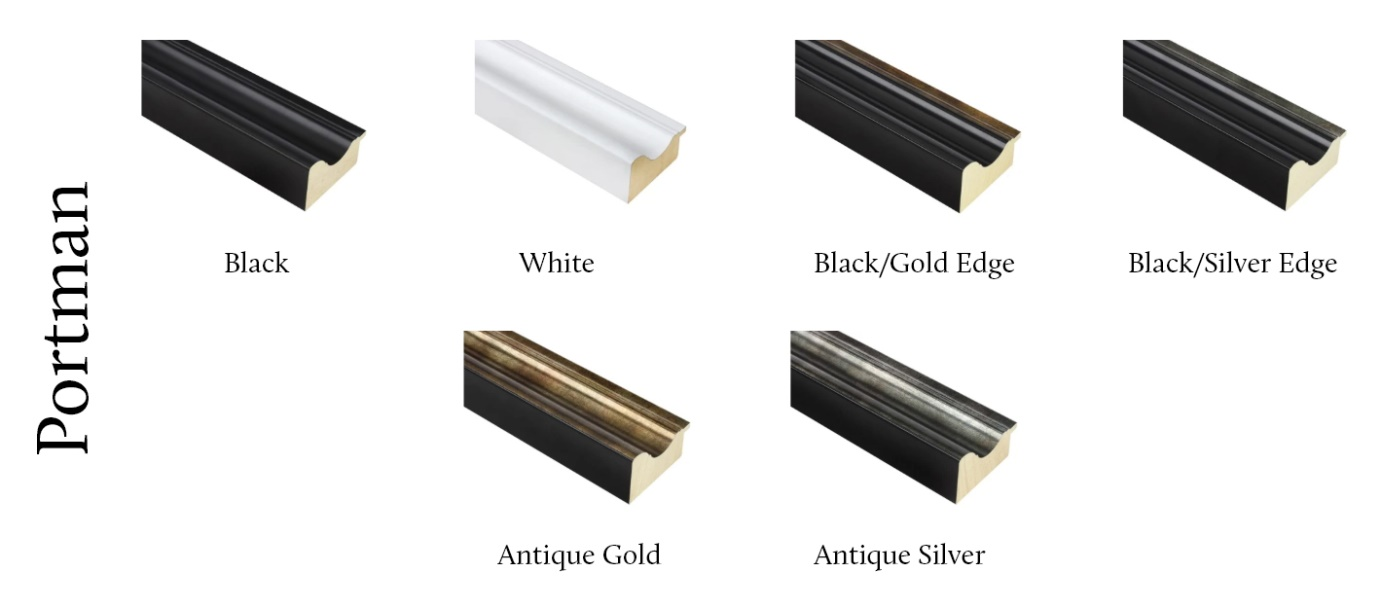 Portman
Black
White
Black/Gold Edge
Black/Silver Edge
Antique Gold
Antique Silver